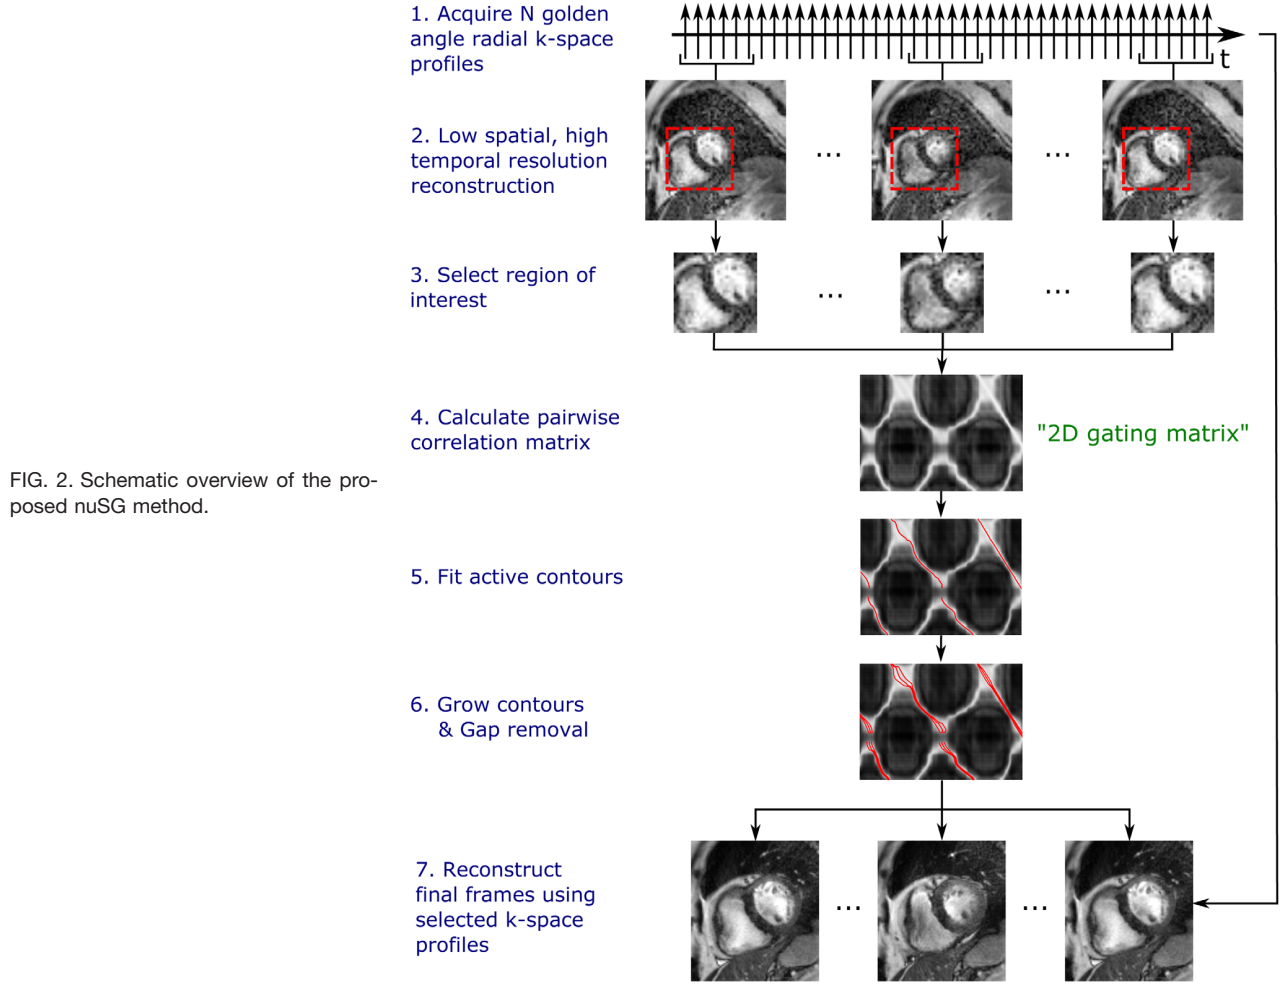 1. Acquire N golden
angle radial k-space
profiles
t
2. Low spatial, high
temporal resolution
reconstruction
...
...
3. Select region of
interest
...
...
4. Calculate pairwise
correlation matrix
"2D gating matrix"
FIG. 2. Schematic overview of the pro-
posed nuSG method.
5. Fit active contours
6. Grow contours
& Gap removal
7. Reconstruct
final frames using
selected k-space
profiles
...
...